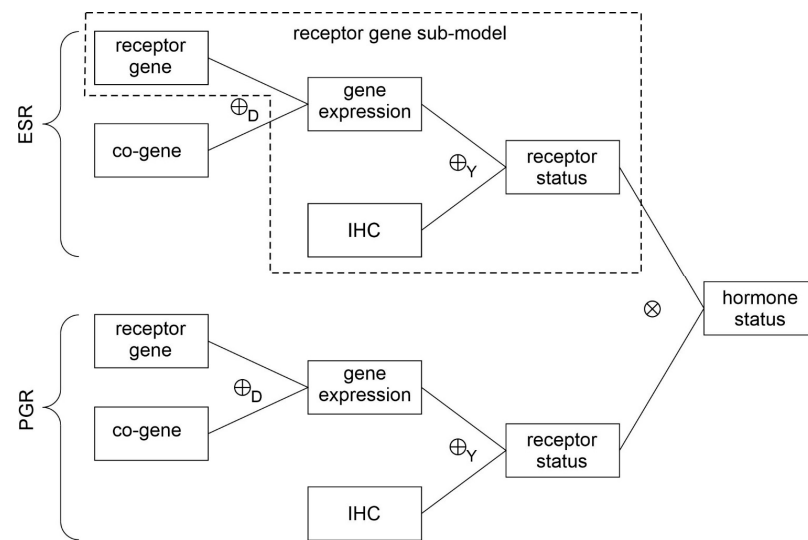 receptor gene sub-model
ESR
receptor
gene
⊕D
co-gene
gene
expression
⊕Y
IHC
receptor
status
⊗
hormone
status
PGR
receptor
gene
⊕D
co-gene
gene
expression
⊕Y
IHC
receptor
status